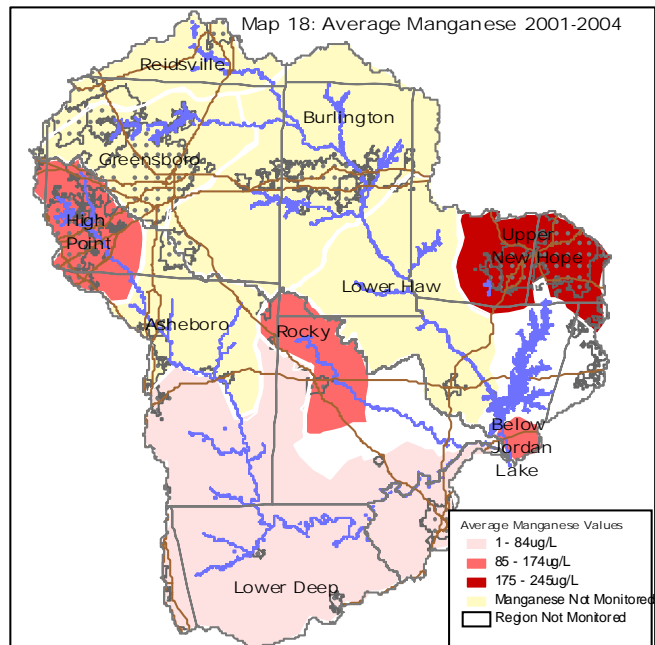 Map 18: Average Manganese 2001-2004
Reidsville
Burlington
Greensboro
High
Point
Upper
New Hope
Lower Haw
Asheboro
Rocky
Below
Jordan
Lake
Lower Deep
Average Manganese Values
1 - 84ug/L
85 - 174ug/L
175 - 245ug/L
Manganese Not Monitored
Region Not Monitored